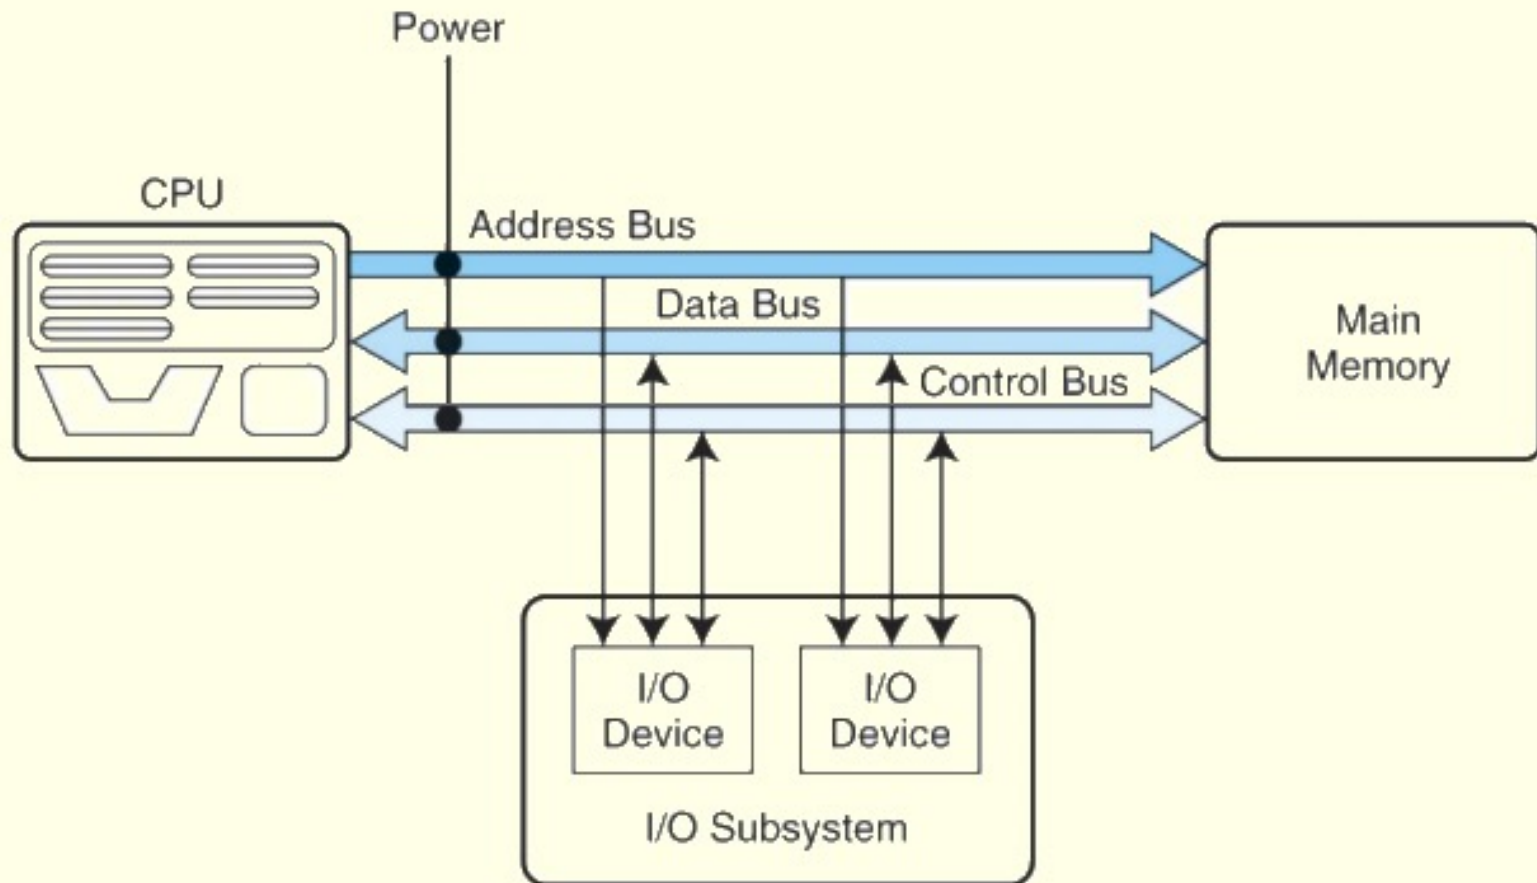 Power
CPU
Address Bus
Data Bus
Control Bus
Main
Memory
I/O
Device
I/O
Device
I/O Subsystem